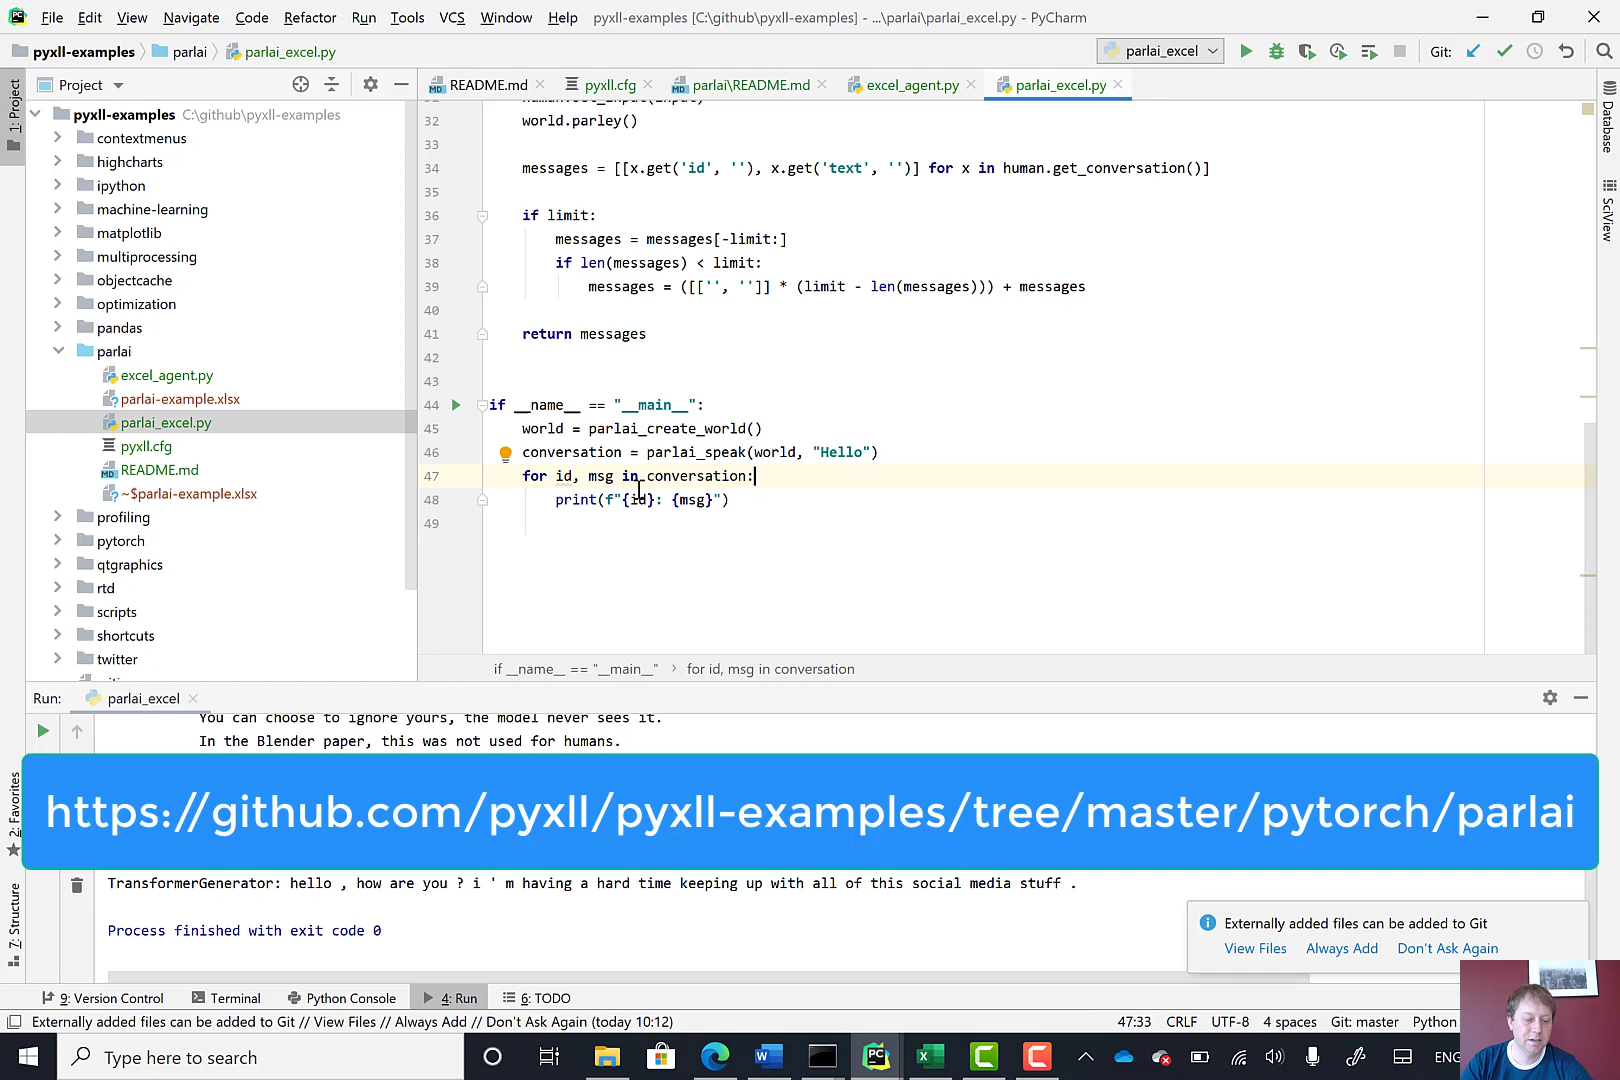 File Edit View Navigate Code Refactor Run Tools VCS Window Help pyxll-examples [C:\github\pyxll-examples] - ...\parlai\parlai_excel.py - PyCharm
pyxll-examples parlai parlai_excel.py parlai_excel Git:
1: Project
Project
README.md pyxll.cfg parlai\README.md excel_agent.py parlai_excel.py
pyxll-examples C:\github\pyxll-examples
contextmenus
highcharts
ipython
machine-learning
matplotlib
multiprocessing
objectcache
optimization
pandas
parlai
excel_agent.py
parlai-example.xlsx
parlai_excel.py
pyxll.cfg
README.md
~$parlai-example.xlsx
profiling
pytorch
qtgraphics
rtd
scripts
shortcuts
twitter
32 world.parley()
33
34 messages = [[x.get('id', ''), x.get('text', '')] for x in human.get_conversation()]
35
36 if limit:
37 messages = messages[-limit:]
38 if len(messages) < limit:
39 messages = ([['', '']] * (limit - len(messages))) + messages
40
41 return messages
42
43
44 if __name__ == "__main__":
45 world = parlai_create_world()
46 conversation = parlai_speak(world, "Hello")
47 for id, msg in conversation:
48 print(f"{id}: {msg}")
49
if __name__ == "__main__" › for id, msg in conversation
Database
SciView
Run: parlai_excel
You can choose to ignore yours, the model never sees it.
In the Blender paper, this was not used for humans.
https://github.com/pyxll/pyxll-examples/tree/master/pytorch/parlai
TransformerGenerator: hello , how are you ? i ' m having a hard time keeping up with all of this social media stuff .
Process finished with exit code 0
2: Favorites
7: Structure
Externally added files can be added to Git
View Files Always Add Don't Ask Again
9: Version Control Terminal Python Console 4: Run 6: TODO
Externally added files can be added to Git // View Files // Always Add // Don't Ask Again (today 10:12) 47:33 CRLF UTF-8 4 spaces Git: master Python
Type here to search ENG